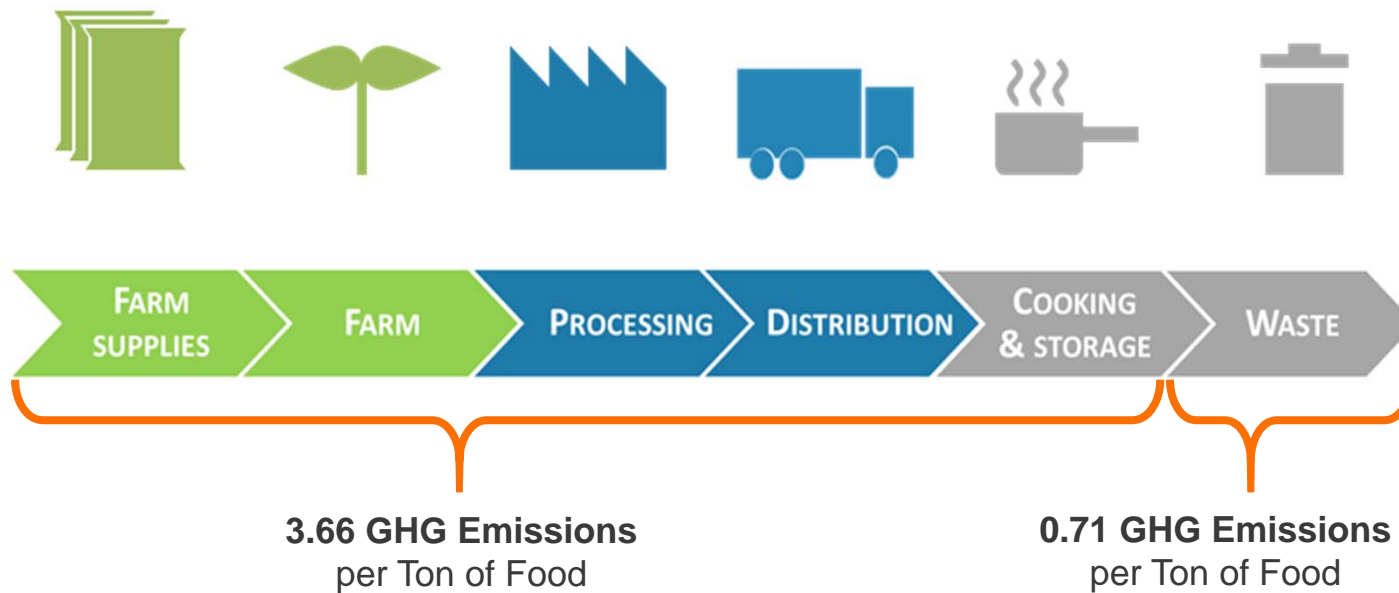 FARM
SUPPLIES
FARM
PROCESSING
DISTRIBUTION
COOKING
& STORAGE
WASTE
3.66 GHG Emissions
per Ton of Food
0.71 GHG Emissions
per Ton of Food